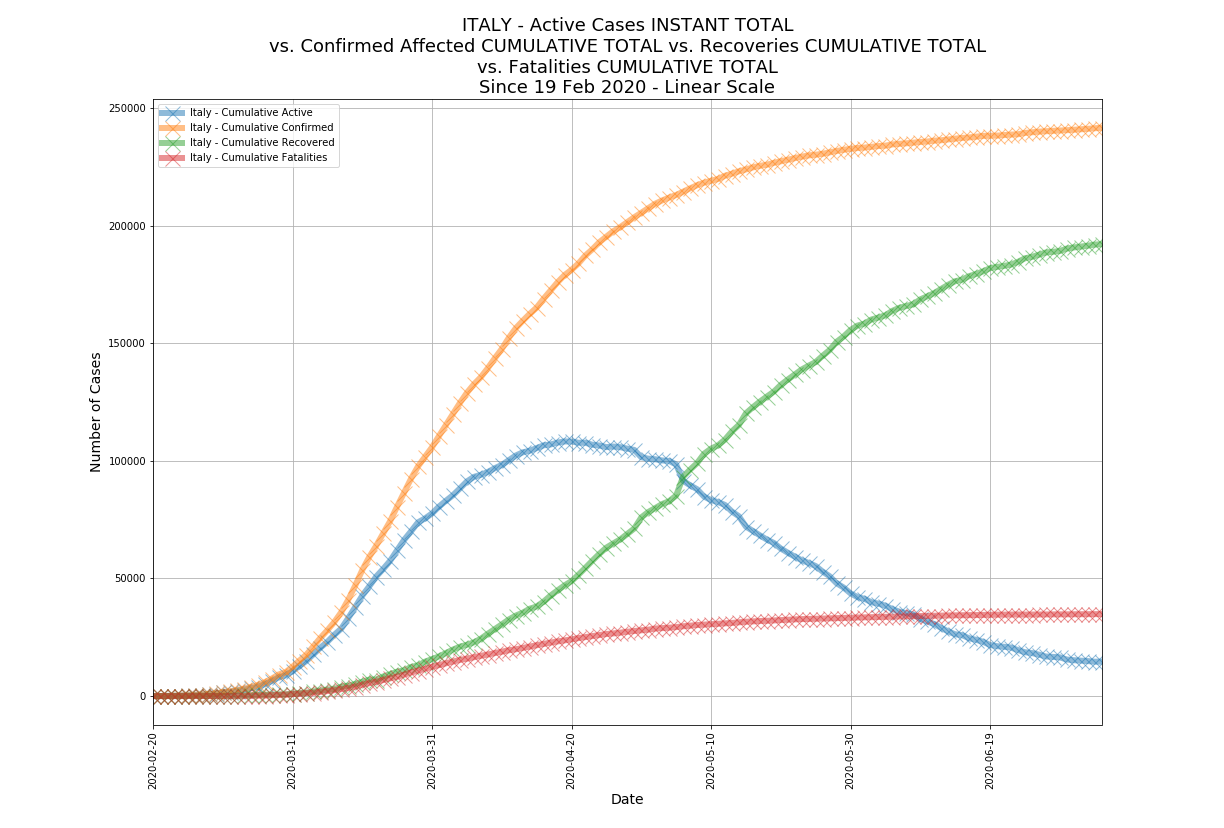 ITALY - Active Cases INSTANT TOTAL
vs. Confirmed Affected CUMULATIVE TOTAL vs. Recoveries CUMULATIVE TOTAL
vs. Fatalities CUMULATIVE TOTAL
Since 19 Feb 2020 - Linear Scale
Italy - Cumulative Active
Italy - Cumulative Confirmed
Italy - Cumulative Recovered
Italy - Cumulative Fatalities
Number of Cases
250000
200000
150000
100000
50000
0
2020-02-20
2020-03-11
2020-03-31
2020-04-20
2020-05-10
2020-05-30
2020-06-19
Date